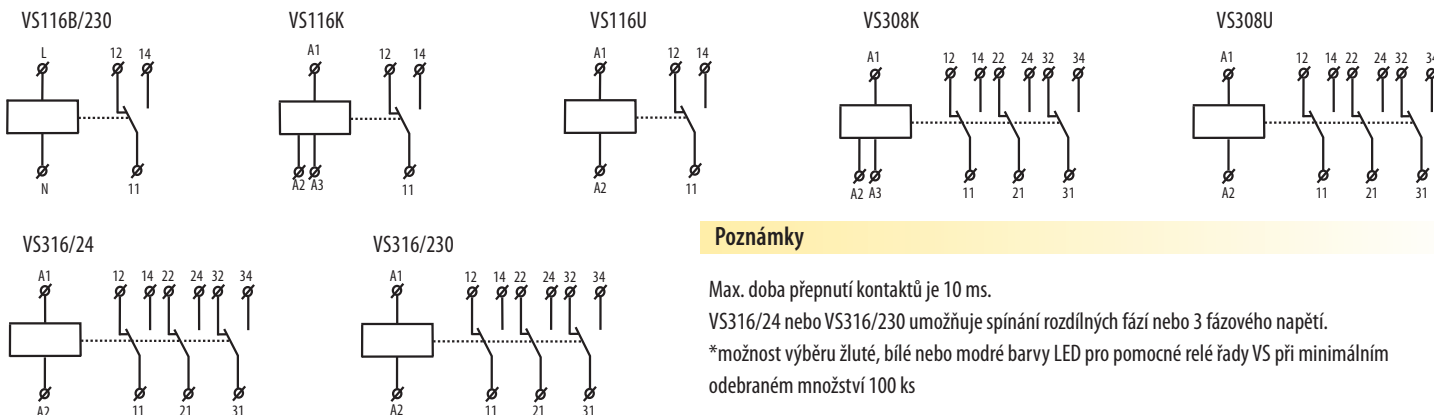 VS116B/230
VS116K
VS116U
VS308K
VS308U
L 12 14
A1 12 14
A1 12 14
A1 12 14 22 24 32 34
A1 12 14 22 24 32 34
N 11
A2 A3 11
A2 11
A2 A3 11 21 31
A2 11 21 31
VS316/24
VS316/230
A1 12 14 22 24 32 34
A1 12 14 22 24 32 34
A2 11 21 31
A2 11 21 31
Poznámky
Max. doba přepnutí kontaktů je 10 ms.
VS316/24 nebo VS316/230 umožňuje spínání rozdílných fází nebo 3 fázového napětí.
*možnost výběru žluté, bílé nebo modré barvy LED pro pomocné relé řady VS při minimálním
odebraném množství 100 ks